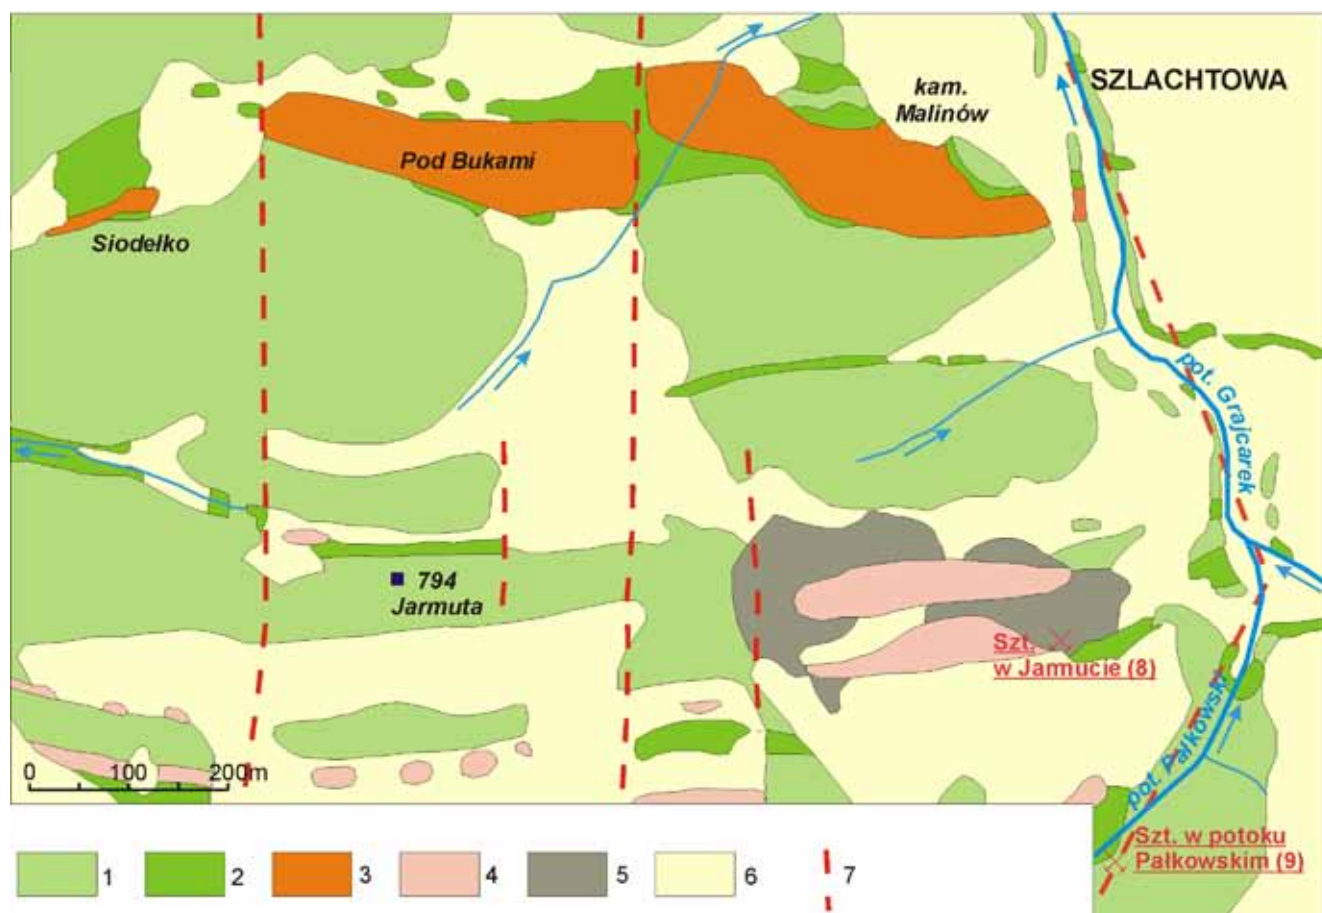 SZLACHTOWA
kam.
Malinów
Pod Bukami
Siodełko
pot. Grajcarek
794
Jarmuta
Szt.
w Jarmucie (8)
pot. Pałkowski
0 100 200m
Szt. w potoku
Pałkowskim (9)
1 2 3 4 5 6 7